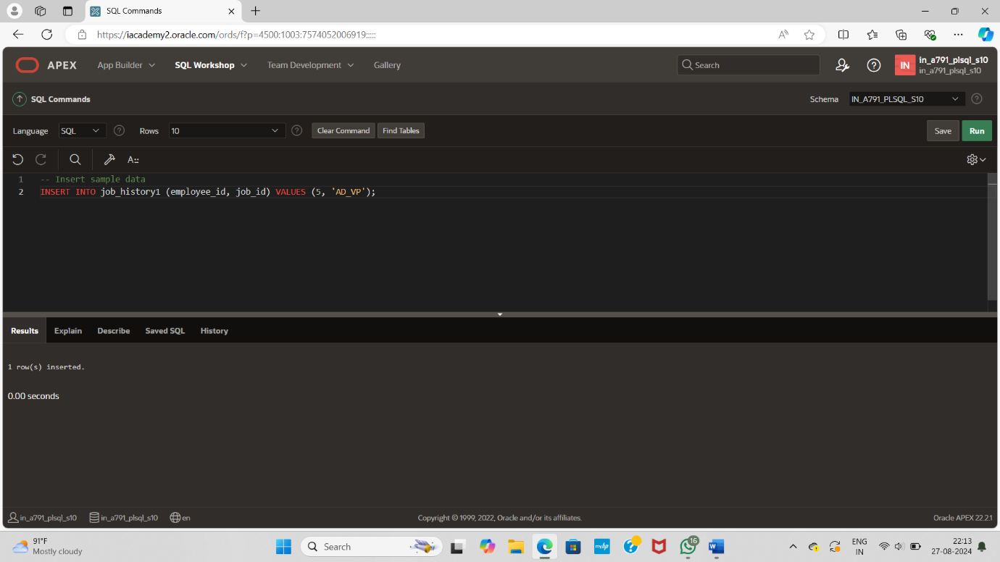 SQL Commands
https://iacademy2.oracle.com/ords/f?p=4500:1003:7574052006919:::::
APEX App Builder SQL Workshop Team Development Gallery Search IN in_a791_plsql_s10
in_a791_plsql_s10
SQL Commands Schema IN_A791_PLSQL_S10
Language SQL Rows 10 Clear Command Find Tables Save Run
A::
1 -- Insert sample data
2 INSERT INTO job_history1 (employee_id, job_id) VALUES (5, 'AD_VP');
Results Explain Describe Saved SQL History
1 row(s) inserted.
0.00 seconds
in_a791_plsql_s10 in_a791_plsql_s10 en Copyright © 1999, 2022, Oracle and/or its affiliates. Oracle APEX 22.2.1
91°F
Mostly cloudy
Search
myhp
16
W
ENG
IN
22:13
27-08-2024